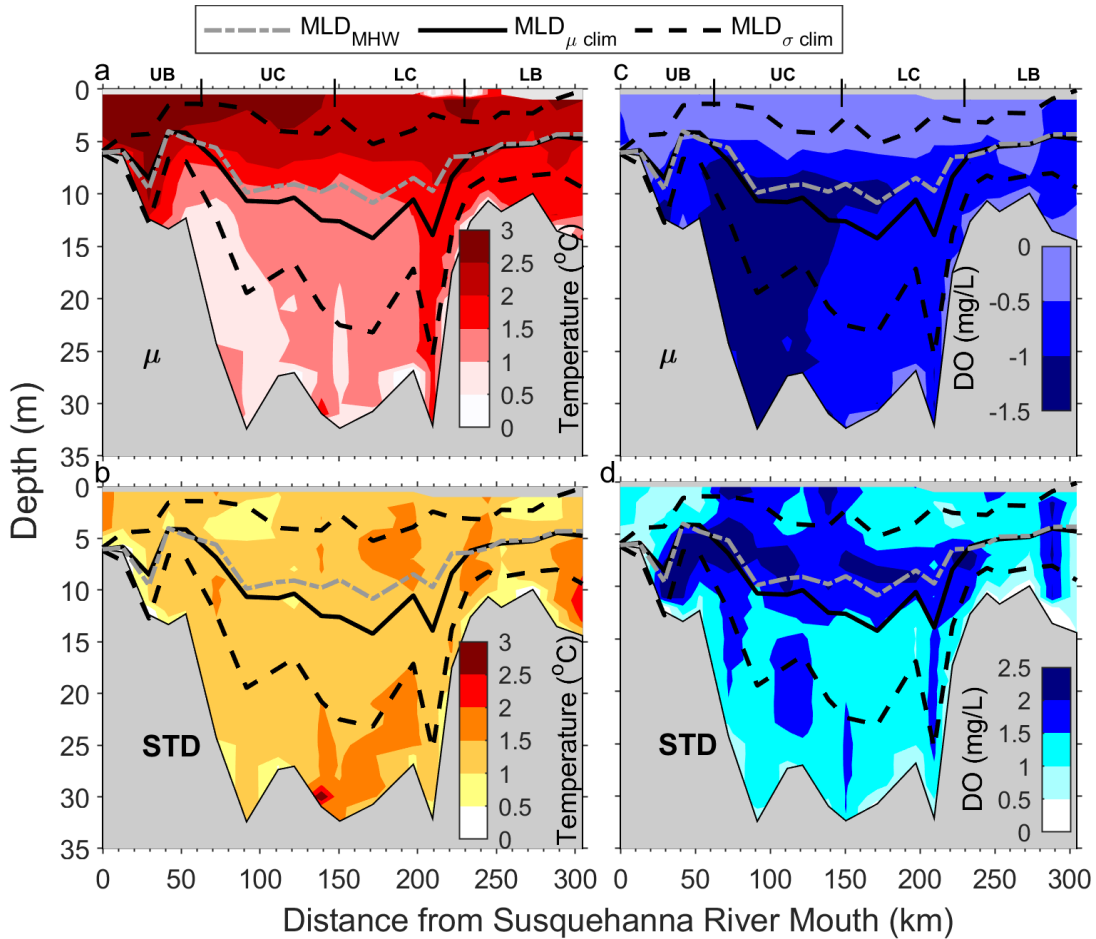 MLD MHW MLD μ clim MLD σ clim
a UB UC LC LB c UB UC LC LB
0
5
10
15
20
25
30
35
μ
3
2.5
2
1.5
1
0.5
0
Temperature (°C)
μ
0
-0.5
-1
-1.5
DO (mg/L)
Depth (m)
b
0
5
10
15
20
25
30
35
STD
3
2.5
2
1.5
1
0.5
0
Temperature (°C)
d
STD
2.5
2
1.5
1
0.5
0
DO (mg/L)
0 50 100 150 200 250 300 0 50 100 150 200 250 300
Distance from Susquehanna River Mouth (km)